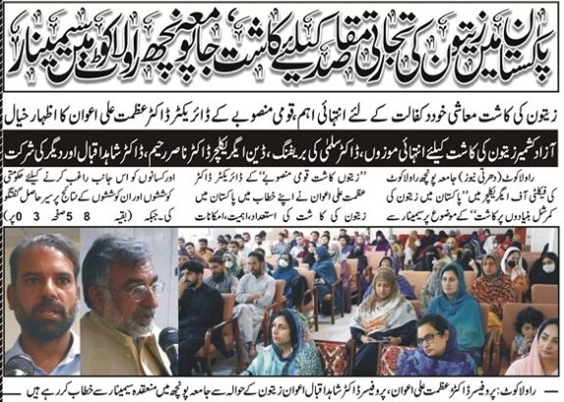 پاکستان میں زیتون کی تجارتی مقاصد کیلئے کاشت، جامعہ پونچھ راولاکوٹ میں سیمینار
زیتون کی کاشت معاشی خود کفالت کے لئے انتہائی اہم، قومی منصوبے کے ڈائریکٹر ڈاکٹر عظمت علی اعوان کا اظہار خیال
آزاد کشمیر زیتون کی کاشت کیلئے انتہائی موزوں، ڈاکٹر سلمٰی کی بریفنگ، ڈین ایگریکلچر ڈاکٹر ناصر رحیم، ڈاکٹر شاہد اقبال اور دیگر کی شرکت
راولاکوٹ (دھرتی نیوز) جامعہ پونچھ راولاکوٹ
کی فیکلٹی آف ایگریکلچر میں "پاکستان میں زیتون کی
کمرشل بنیادوں پر کاشت" کے موضوع پر سیمینار سے
"زیتون کے قومی منصوبہ" کے ڈائریکٹر ڈاکٹر
عظمت علی اعوان نے اپنے خطاب میں پاکستان میں
زیتون کی کاشت کی استعداد، اہمیت، امکانات
اور کسانوں کو اس جانب راغب کرنے کیلئے حکومتی
کوششوں اور ان کوششوں کے نتائج پر سیر حاصل گفتگو
کی۔ جبکہ (بقیہ 58 صفحہ 03 پر)
راولاکوٹ: پروفیسر ڈاکٹر عظمت علی اعوان، پروفیسر ڈاکٹر شاہد اقبال اعوان زیتون کے حوالہ سے جامعہ پونچھ میں منعقدہ سیمینار سے خطاب کر رہے ہیں